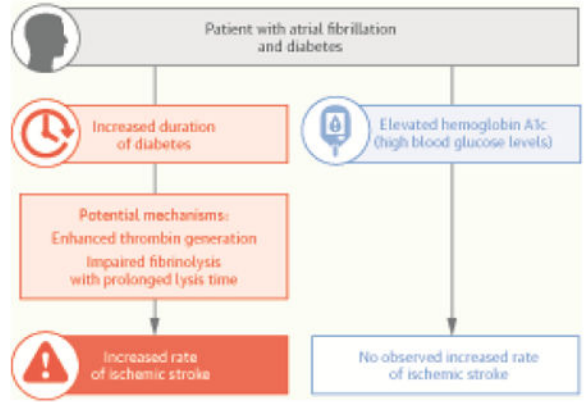 Patient with atrial fibrillation
and diabetes
Increased duration
of diabetes
Elevated hemoglobin A1c
(high blood glucose levels)
Potential mechanisms:
Enhanced thrombin generation
Impaired fibrinolysis
with prolonged lysis time
Increased rate
of ischemic stroke
No observed increased rate
of ischemic stroke